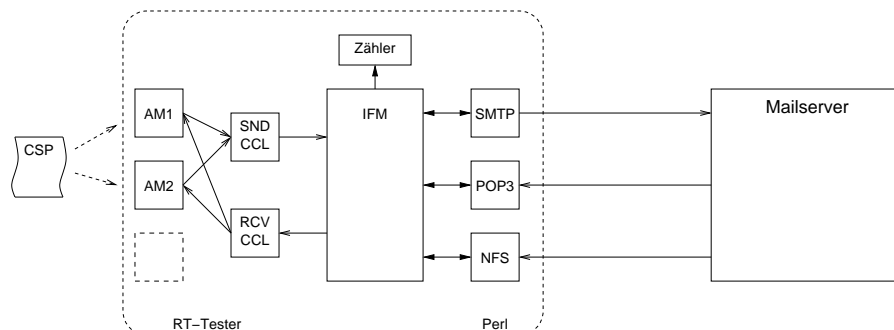 Zähler
AM1
SND
CCL
IFM
SMTP
Mailserver
CSP
AM2
POP3
RCV
CCL
NFS
RT−Tester
Perl